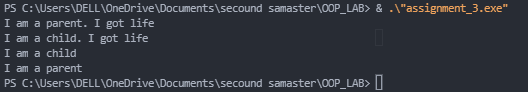 PS C:\Users\DELL\OneDrive\Documents\secound samaster\OOP_LAB> & .\"assignment_3.exe"
I am a parent. I got life
I am a child. I got life
I am a child
I am a parent
PS C:\Users\DELL\OneDrive\Documents\secound samaster\OOP_LAB>